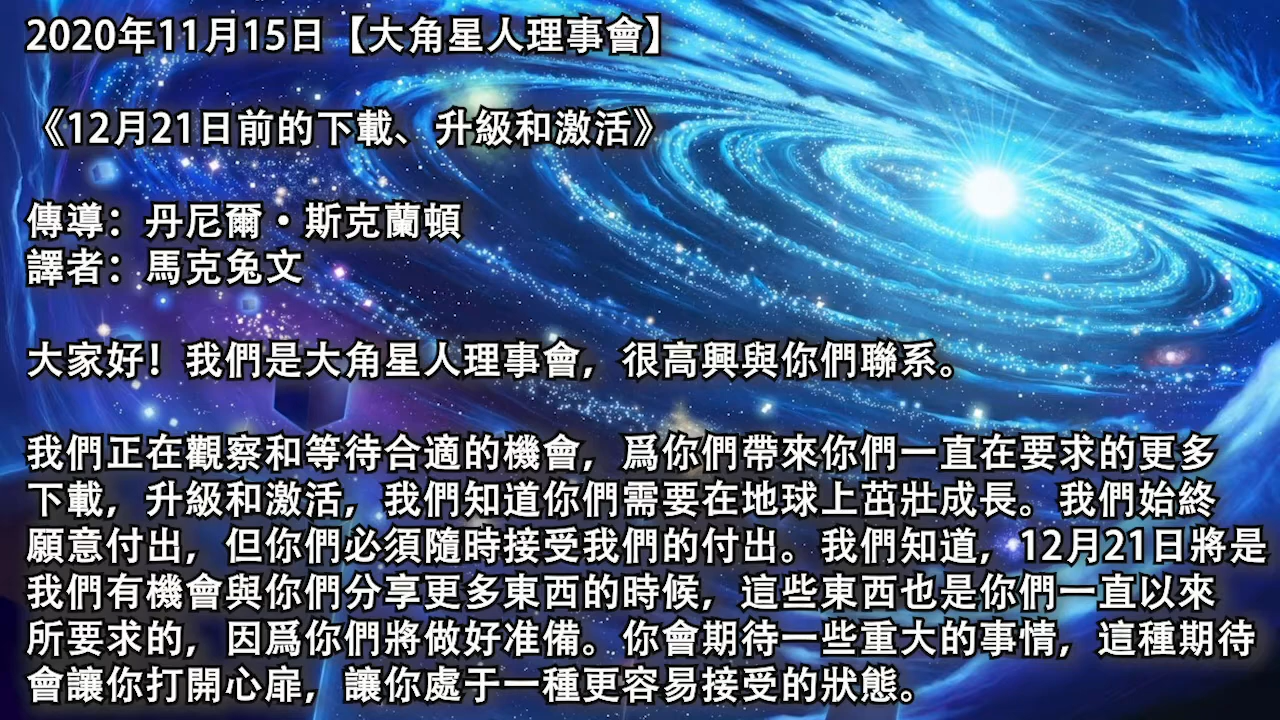 2020年11月15日【大角星人理事會】
《12月21日前的下載、升級和激活》
傳導：丹尼爾·斯克蘭頓
譯者：馬克兔文
大家好！我們是大角星人理事會，很高興與你們聯系。
我們正在觀察和等待合適的機會，爲你們帶來你們一直在要求的更多
下載，升級和激活，我們知道你們需要在地球上茁壯成長。我們始終
願意付出，但你們必須隨時接受我們的付出。我們知道，12月21日將是
我們有機會與你們分享更多東西的時候，這些東西也是你們一直以來
所要求的，因爲你們將做好准備。你會期待一些重大的事情，這種期待
會讓你打開心扉，讓你處于一種更容易接受的狀態。